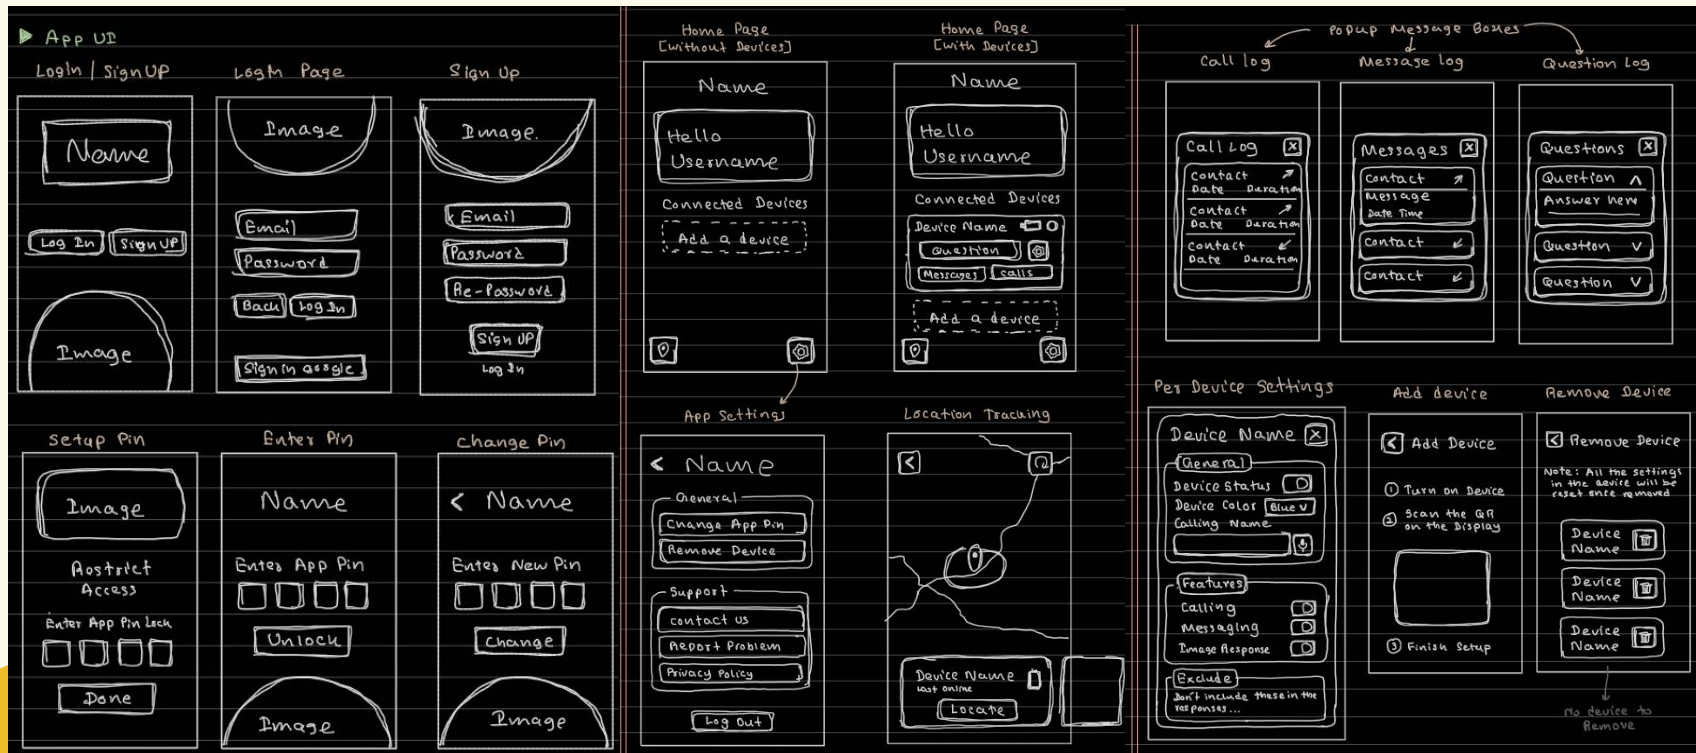 App UI
Login / Sign UP
Name
Log In
Sign UP
Image
Login Page
Image
Email
Password
Back
Log In
Sign in Google
Sign Up
Image.
Email
Password
Re-Password
Sign UP
Log In
Setup Pin
Image
Restrict
Access
Enter App Pin Lock
Done
Enter Pin
Name
Enter App Pin
Unlock
Image
Change Pin
< Name
Enter New Pin
Change
Image
Home Page
[Without Devices]
Name
Hello
Username
Connected Devices
Add a device
Home Page
[With Devices]
Name
Hello
Username
Connected Devices
Device Name
Question
Messages
Calls
Add a device
App Settings
< Name
General
Change App Pin
Remove Device
Support
Contact Us
Report Problem
Privacy Policy
Log Out
Location Tracking
Device Name
Last online
Locate
PopUp Message Boxes
Call log
Call Log
Contact
Date Duration
Contact
Date Duration
Contact
Date Duration
Message log
Messages
Contact
Message
Date Time
Contact
Contact
Question Log
Questions
Question
Answer here
Question
Question
Per Device Settings
Device Name
General
Device Status
Device Color Blue
Calling Name
Features
Calling
Messaging
Image Response
Exclude
Don't include these in the
responses...
Add device
Add Device
1 Turn on Device
2 Scan the QR
on the Display
3 Finish Setup
Remove Device
Remove Device
Note: All the settings
in the device will be
reset once removed
Device
Name
Device
Name
Device
Name
No device to
Remove